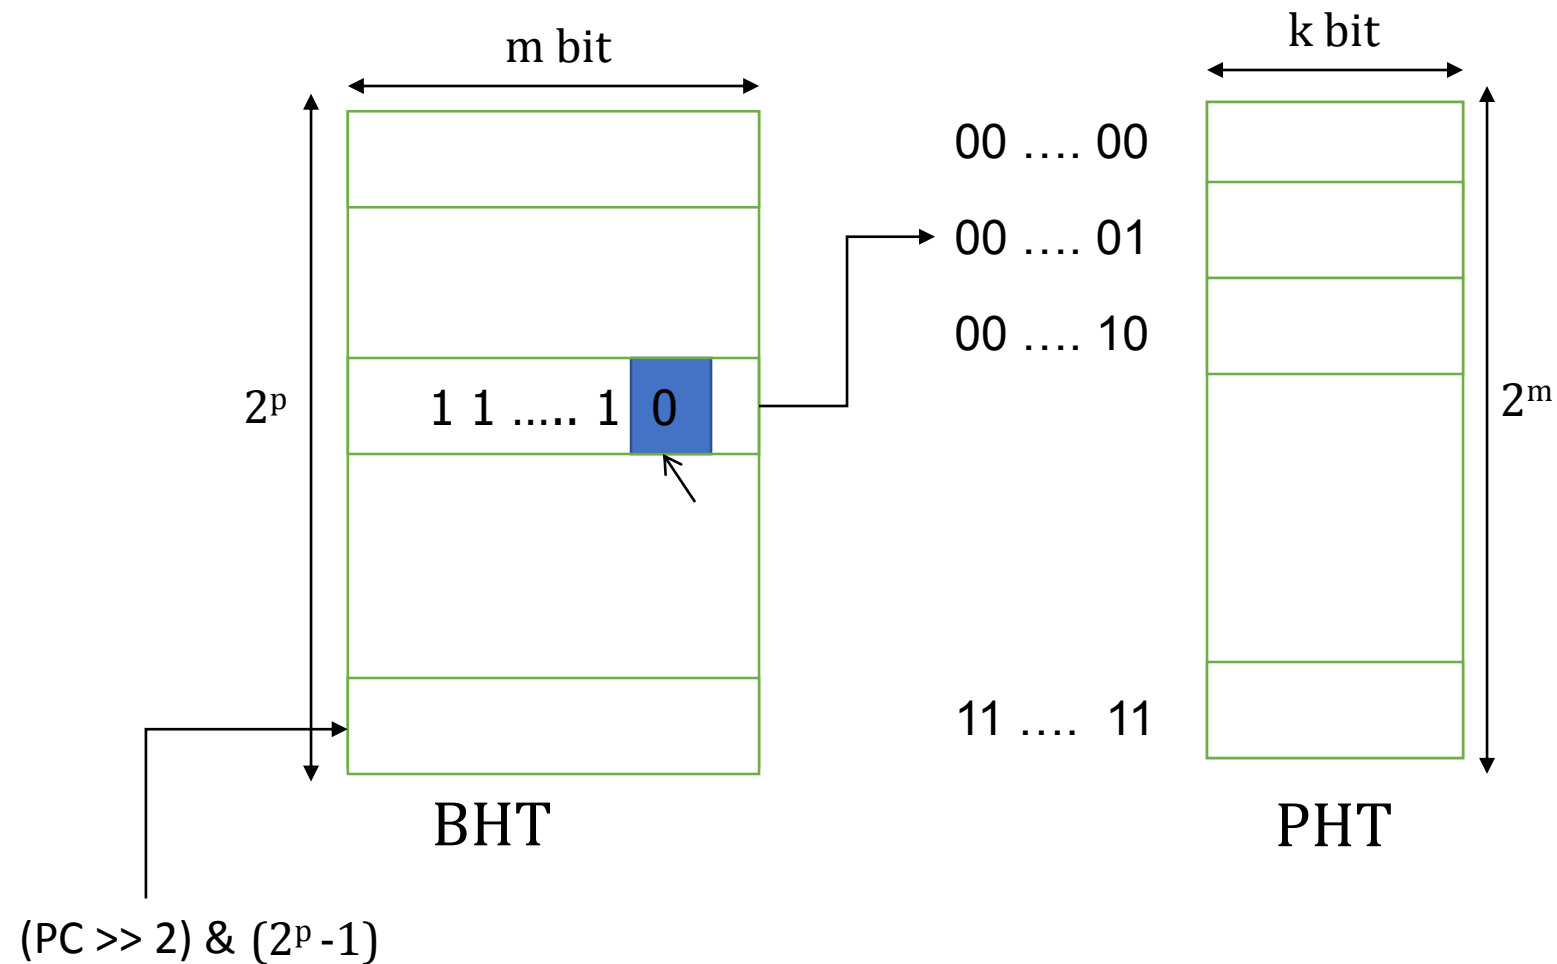 m bit
k bit
00 .... 00
00 .... 01
00 .... 10
2ᵖ
1 1 ..... 1 0
2ᵐ
11 .... 11
BHT
PHT
(PC >> 2) & (2ᵖ -1)